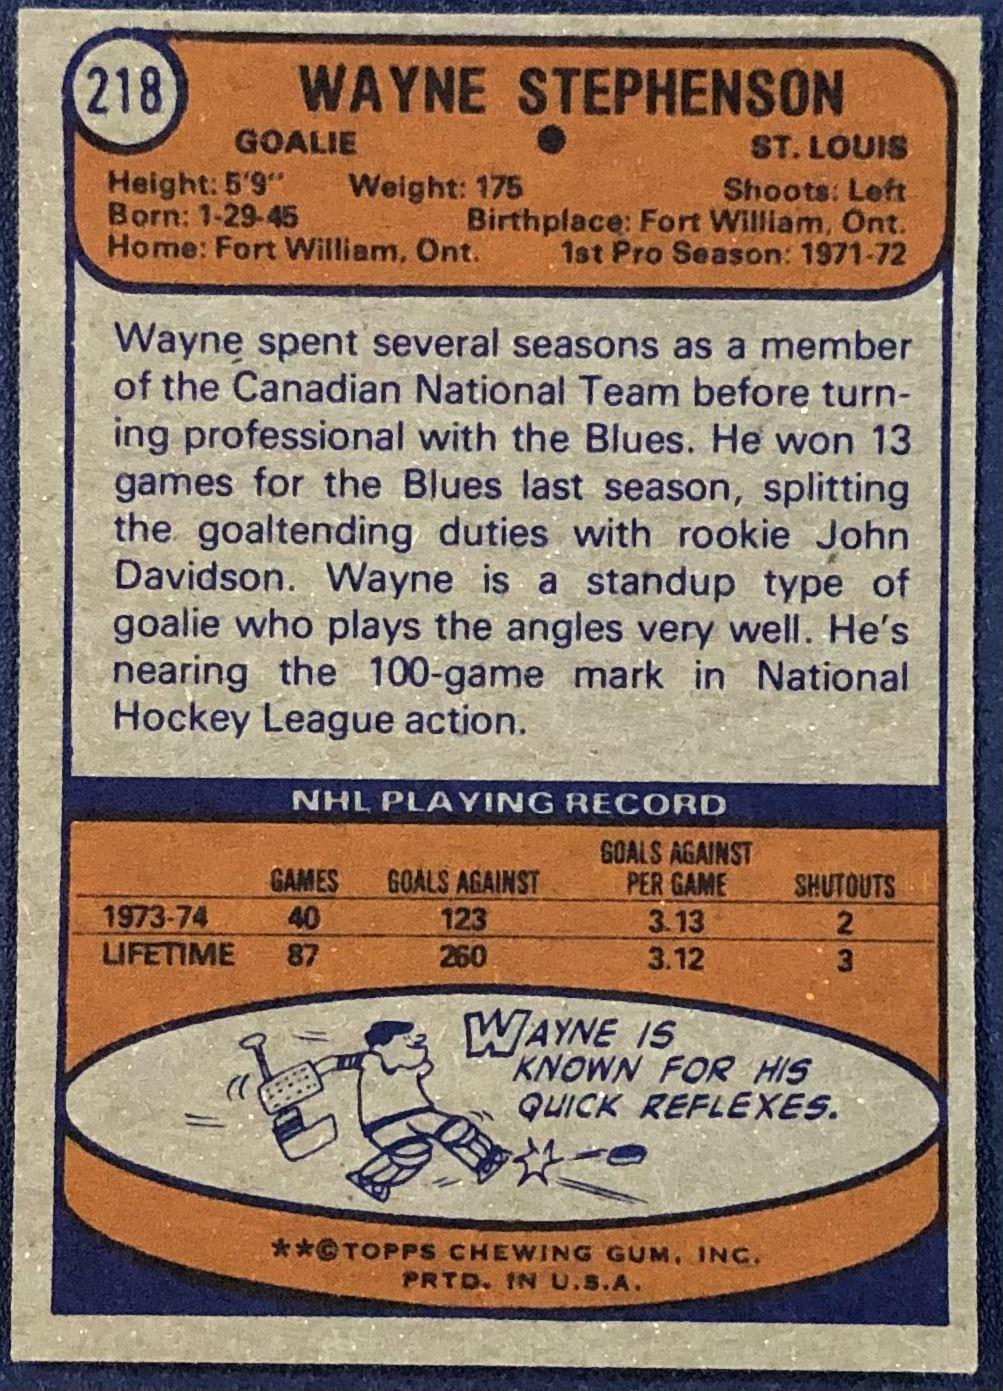 218
WAYNE STEPHENSON
GOALIE ● ST. LOUIS
Height: 5'9" Weight: 175 Shoots: Left
Born: 1-29-45 Birthplace: Fort William, Ont.
Home: Fort William, Ont. 1st Pro Season: 1971-72
Wayne spent several seasons as a member
of the Canadian National Team before turn-
ing professional with the Blues. He won 13
games for the Blues last season, splitting
the goaltending duties with rookie John
Davidson. Wayne is a standup type of
goalie who plays the angles very well. He's
nearing the 100-game mark in National
Hockey League action.
NHL PLAYING RECORD
GAMES GOALS AGAINST GOALS AGAINST PER GAME SHUTOUTS
1973-74 40 123 3.13 2
LIFETIME 87 260 3.12 3
WAYNE IS
KNOWN FOR HIS
QUICK REFLEXES.
**©TOPPS CHEWING GUM, INC.
PRTD. IN U.S.A.